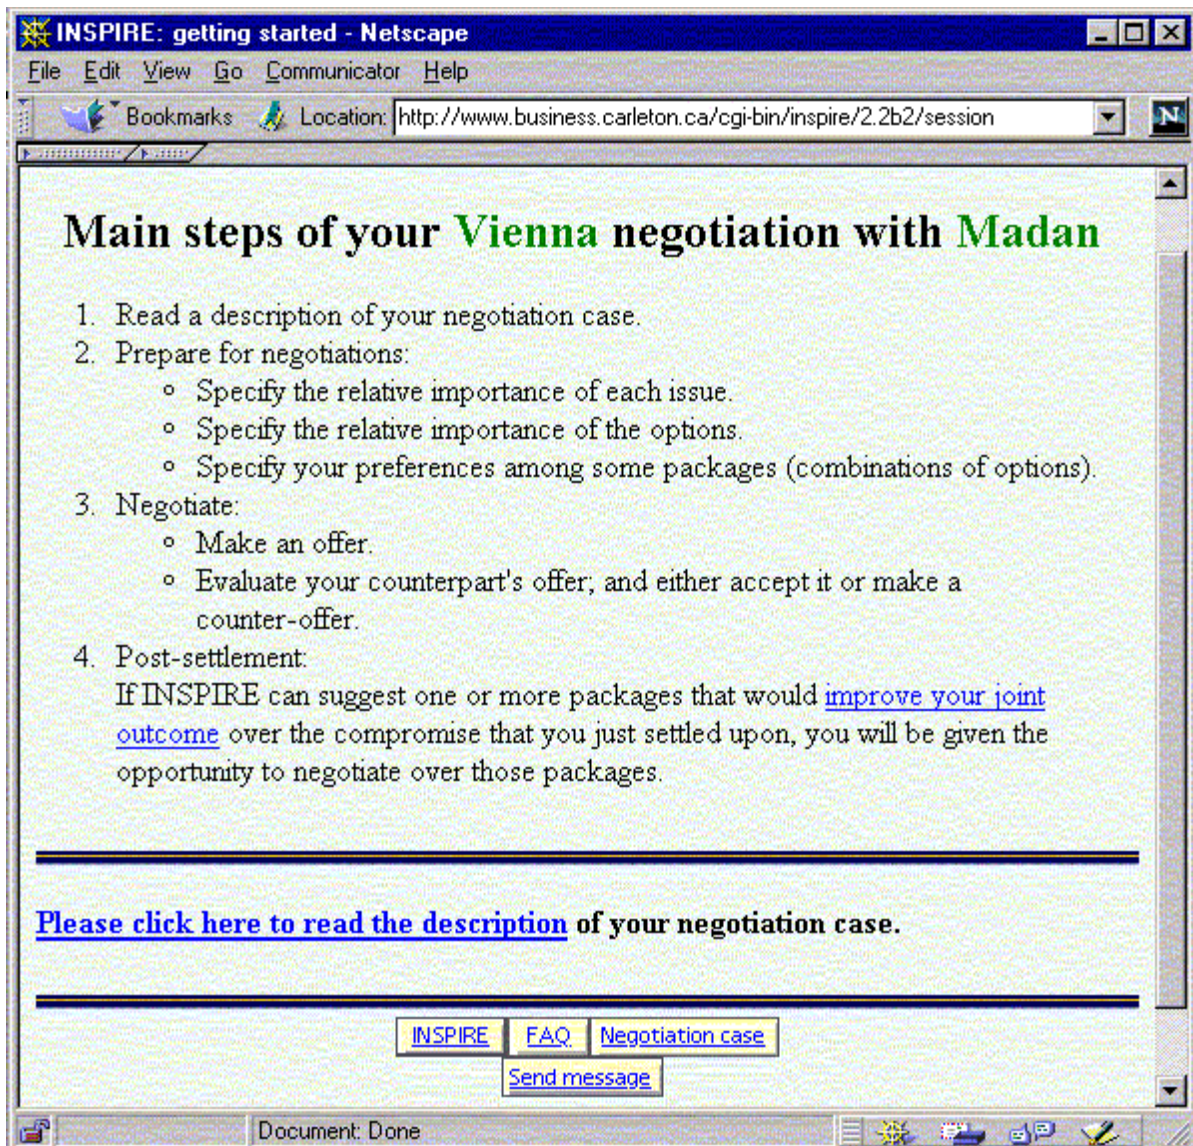 INSPIRE: getting started - Netscape
File Edit View Go Communicator Help
Bookmarks Location: http://www.business.carleton.ca/cgi-bin/inspire/2.2b2/session N
Main steps of your Vienna negotiation with Madan
1. Read a description of your negotiation case.
2. Prepare for negotiations:
Specify the relative importance of each issue.
Specify the relative importance of the options.
Specify your preferences among some packages (combinations of options).
3. Negotiate:
Make an offer.
Evaluate your counterpart's offer; and either accept it or make a
counter-offer.
4. Post-settlement:
If INSPIRE can suggest one or more packages that would improve your joint
outcome over the compromise that you just settled upon, you will be given the
opportunity to negotiate over those packages.
Please click here to read the description of your negotiation case.
INSPIRE FAQ Negotiation case
Send message
Document: Done